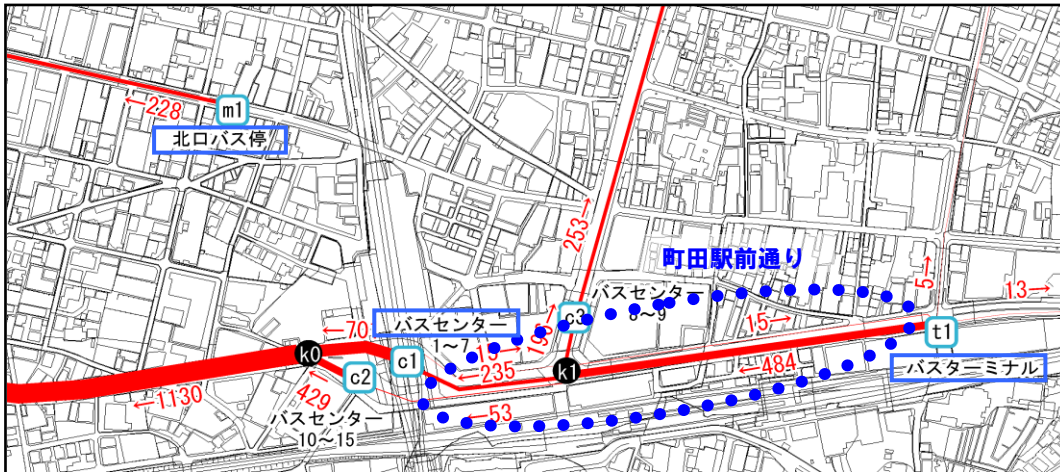 ←228
m1
北口バス停
253→
町田駅前通り
5→
13→
c3
バスセンター
8～9
196→
15→
←70
バスセンター
1～7
13→
t1
k0
c1
←235
k1
←484
バスターミナル
c2
←1130
←429
←53
バスセンター
10～15